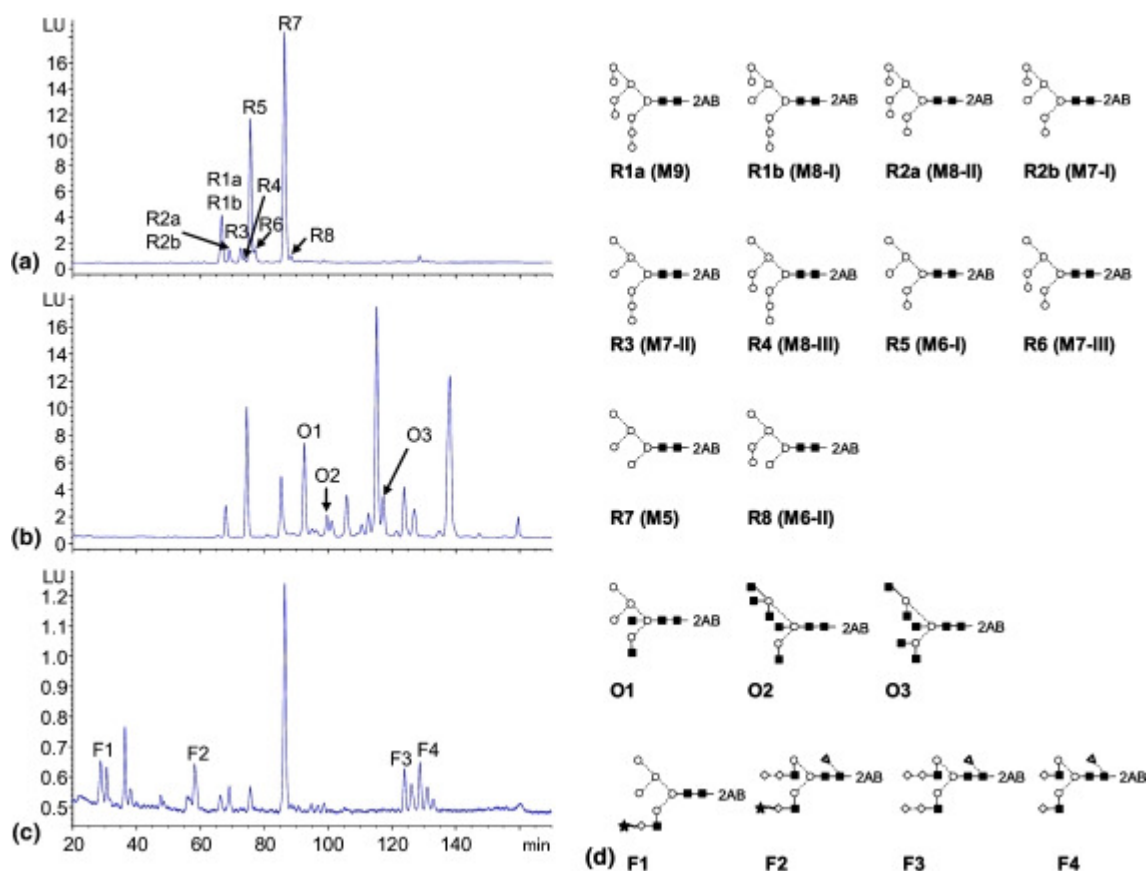 LU
16
14
12
10
8
6
4
2
0
R7
R5
R4
R1a
R1b
R6
R2a
R2b
R3
R8
(a)
LU
16
14
12
10
8
6
4
2
0
O1
O2
O3
(b)
LU
1.2
1.1
1.0
0.9
0.8
0.7
0.6
0.5
F1
F2
F3
F4
(c)
20 40 60 80 100 120 140 min
2AB 2AB 2AB 2AB
R1a (M9) R1b (M8-I) R2a (M8-II) R2b (M7-I)
2AB 2AB 2AB 2AB
R3 (M7-II) R4 (M8-III) R5 (M6-I) R6 (M7-III)
2AB 2AB
R7 (M5) R8 (M6-II)
2AB 2AB 2AB
O1 O2 O3
2AB 2AB 2AB 2AB
(d) F1 F2 F3 F4